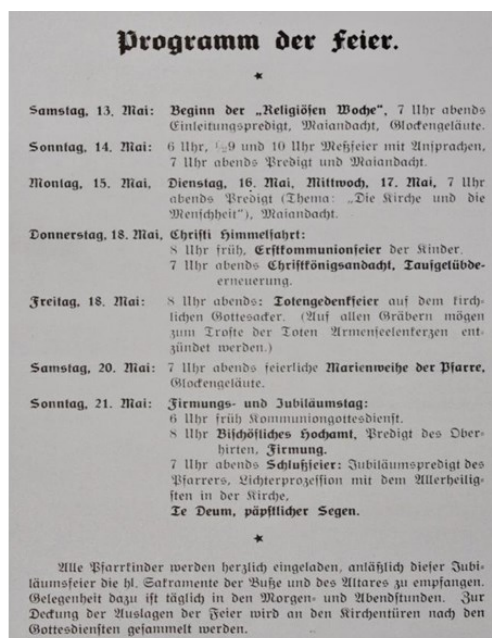 Programm der Feier.
Samstag, 13. Mai: Beginn der „Religiösen Woche", 7 Uhr abends
Einleitungspredigt, Maiandacht, Glockengeläute.
Sonntag, 14. Mai: 6 Uhr, ½9 und 10 Uhr Meßfeier mit Ansprachen,
7 Uhr abends Predigt und Maiandacht.
Montag, 15. Mai, Dienstag, 16. Mai, Mittwoch, 17. Mai, 7 Uhr
abends Predigt (Thema: „Die Kirche und die
Menschheit"), Maiandacht.
Donnerstag, 18. Mai, Christi Himmelfahrt:
8 Uhr früh, Erstkommunionfeier der Kinder.
7 Uhr abends Christkönigsandacht, Taufgelübde-
erneuerung.
Freitag, 18. Mai: 8 Uhr abends: Totengedenkfeier auf dem kirch-
lichen Gottesacker. (Auf allen Gräbern mögen
zum Troste der Toten Armenseelenkerzen ent-
zündet werden.)
Samstag, 20. Mai: 7 Uhr abends feierliche Marienweihe der Pfarre,
Glockengeläute.
Sonntag, 21. Mai: Firmungs- und Jubiläumstag:
6 Uhr früh Kommuniongottesdienst.
8 Uhr Bischöfliches Hochamt, Predigt des Ober-
hirten, Firmung.
7 Uhr abends Schlußfeier: Jubiläumspredigt des
Pfarrers, Lichterprozession mit dem Allerheilig-
sten in der Kirche,
Te Deum, päpstlicher Segen.
Alle Pfarrkinder werden herzlich eingeladen, anläßlich dieser Jubi-
läumsfeier die hl. Sakramente der Buße und des Altares zu empfangen.
Gelegenheit dazu ist täglich in den Morgen- und Abendstunden. Zur
Deckung der Auslagen der Feier wird an den Kirchentüren nach den
Gottesdiensten gesammelt werden.